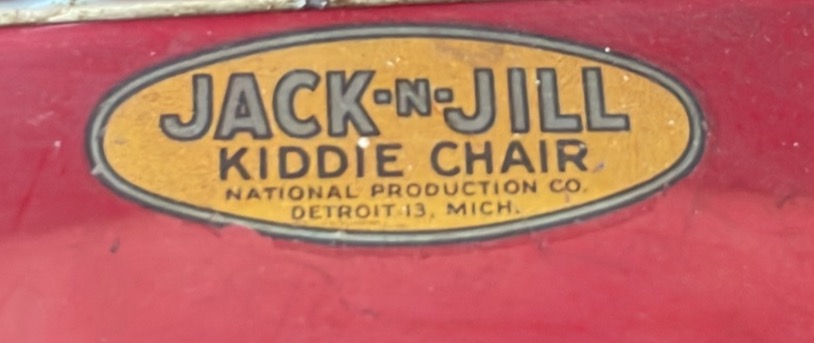 JACK-N-JILL
KIDDIE CHAIR
NATIONAL PRODUCTION CO.
DETROIT 13, MICH.